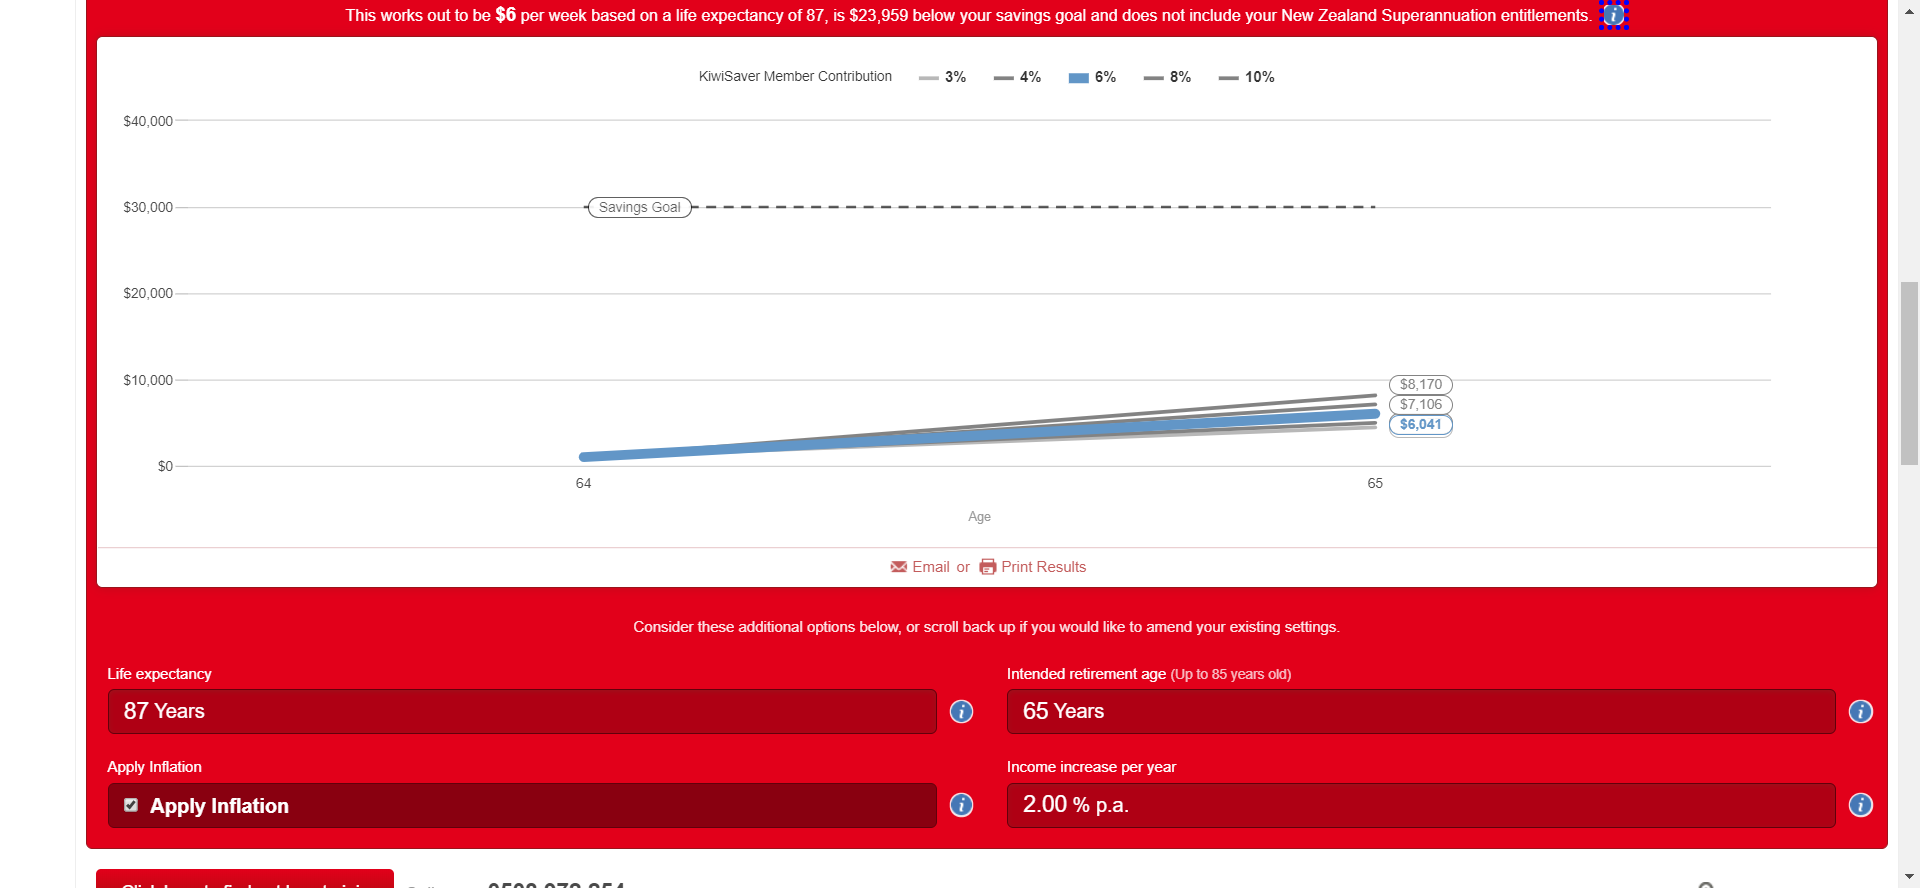 This works out to be $6 per week based on a life expectancy of 87, is $23,959 below your savings goal and does not include your New Zealand Superannuation entitlements.
KiwiSaver Member Contribution 3% 4% 6% 8% 10%
$40,000
$30,000
Savings Goal
$20,000
$10,000
$8,170
$7,106
$6,041
$0
64 65
Age
Email or Print Results
Consider these additional options below, or scroll back up if you would like to amend your existing settings.
Life expectancy
87 Years
Intended retirement age (Up to 85 years old)
65 Years
Apply Inflation
Apply Inflation
Income increase per year
2.00 % p.a.